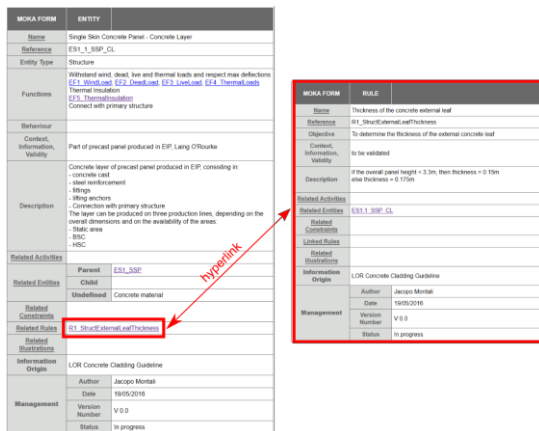 MOKA FORM ENTITY
Name Single Skin Concrete Panel - Concrete Layer
Reference ES1_1_SSP_CL
Entity Type Structure
Functions
Withstand wind, dead, live and thermal loads and respect max deflections
EF1_WindLoad, EF2_DeadLoad, EF3_LiveLoad, EF4_ThermalLoads
Thermal Insulation
EF5_ThermalInsulation
Connect with primary structure
Behaviour
Context,
Information,
Validity
Part of precast panel produced in EIP, Laing O'Rourke
Description
Concrete layer of precast panel produced in EIP, consisting in:
- concrete cast
- steel reinforcement
- fittings
- lifting anchors
- Connection with primary structure
The layer can be produced on three production lines, depending on the
overall dimensions and on the availability of the areas:
- Static area
- BSC
- HSC
Related Activities
Related Entities
Parent ES1_SSP
Child
Undefined Concrete material
Related
Constraints
Related Rules R1_StructExternalLeafThickness
Related
Illustrations
Information
Origin
LOR Concrete Cladding Guideline
Management
Author Jacopo Montali
Date 19/05/2016
Version
Number
V 0.0
Status In progress
hyperlink
MOKA FORM RULE
Name Thickness of the concrete external leaf
Reference R1_StructExternalLeafThickness
Objective To determine the thickness of the external concrete leaf
Context,
Information,
Validity
to be validated
Description
if the overall panel height < 3.3m, then thickness = 0.15m
else thickness = 0.175m
Related Activities
Related Entities ES1.1_SSP_CL
Related
Constraints
Linked Rules
Related
Illustrations
Information
Origin
LOR Concrete Cladding Guideline
Management
Author Jacopo Montali
Date 19/05/2016
Version
Number
V 0.0
Status In progress